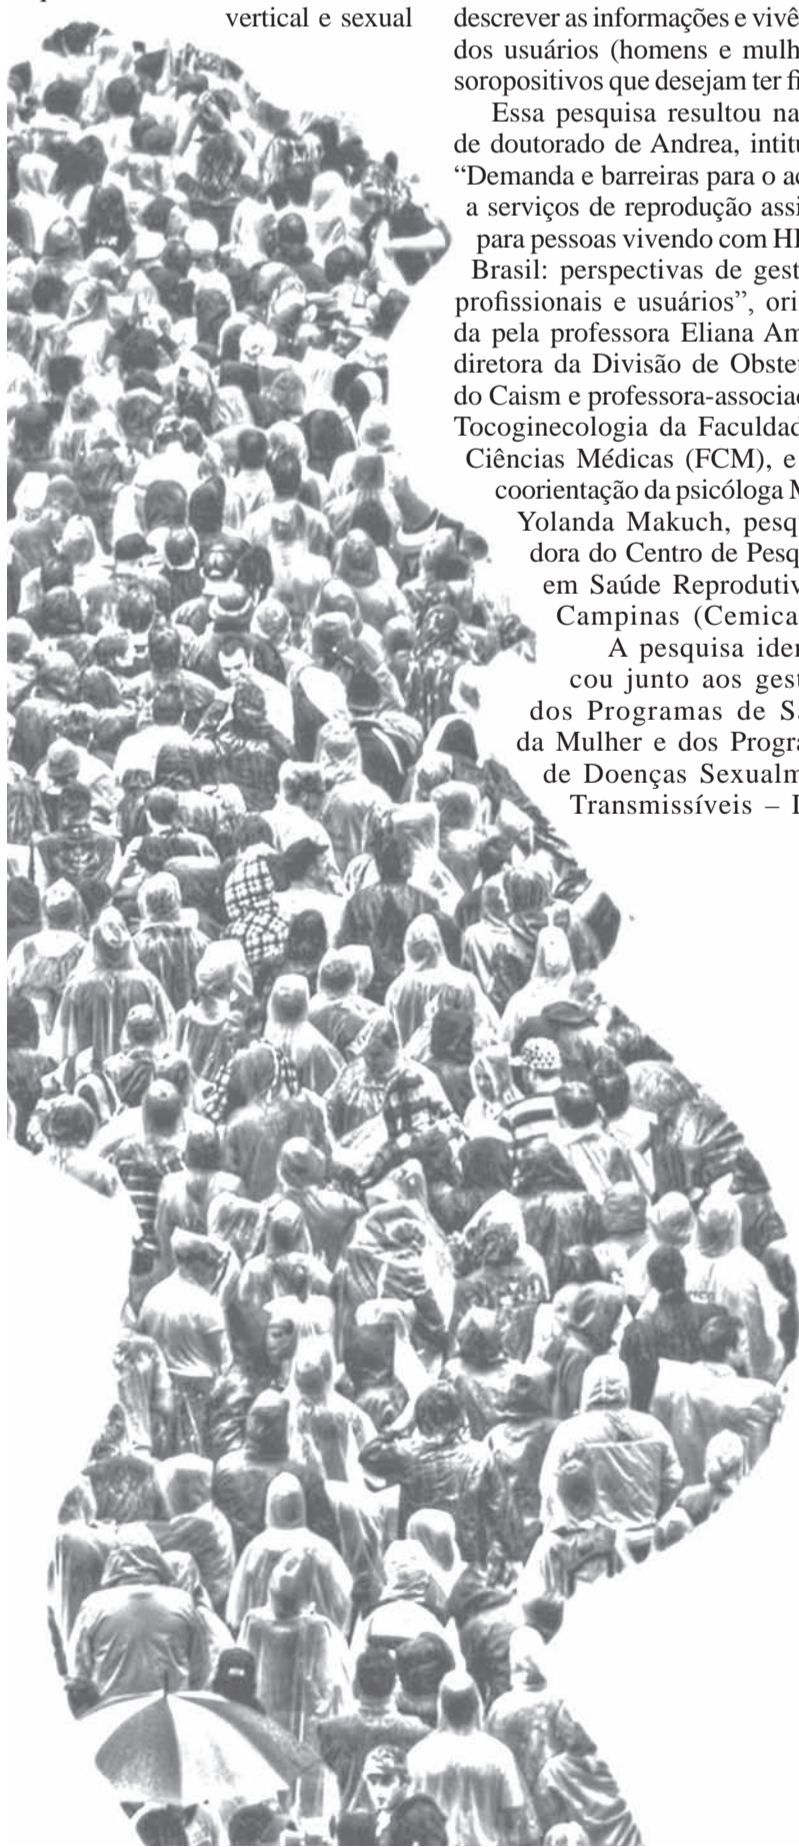 vertical e sexual
descrever as informações e vivê
dos usuários (homens e mulh
soropositivos que desejam ter fi
Essa pesquisa resultou na
de doutorado de Andrea, intitu
“Demanda e barreiras para o ac
a serviços de reprodução assi
para pessoas vivendo com HI
Brasil: perspectivas de gest
profissionais e usuários”, ori
da pela professora Eliana Am
diretora da Divisão de Obste
do Caism e professora-associa
Tocoginecologia da Faculdad
Ciências Médicas (FCM), e
coorientação da psicóloga M
Yolanda Makuch, pesq
dora do Centro de Pesq
em Saúde Reprodutiv
Campinas (Cemica
A pesquisa iden
cou junto aos gest
dos Programas de Sa
da Mulher e dos Progra
de Doenças Sexualm
Transmissíveis – I